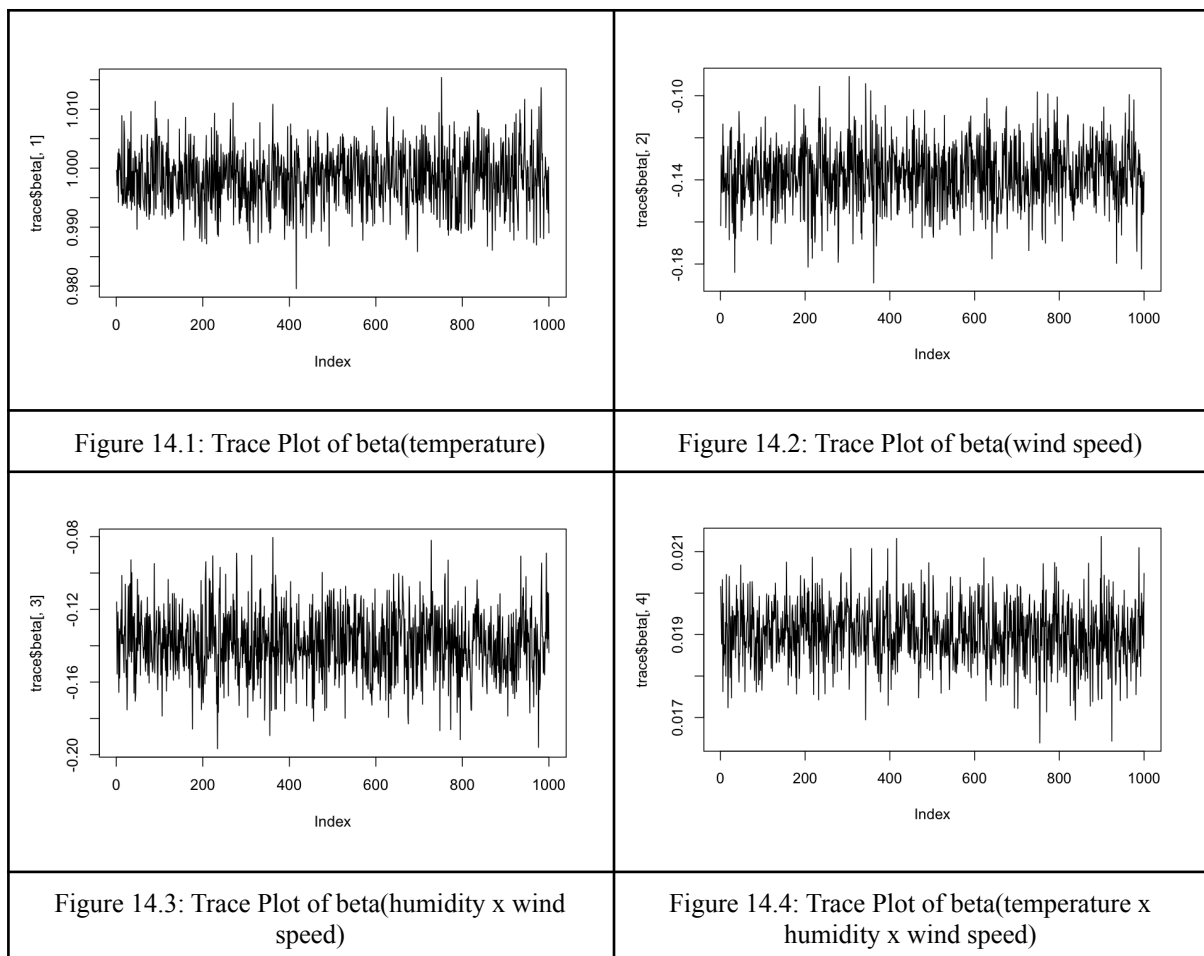 trace$beta[, 1]
1.010
1.000
0.990
0.980
0 200 400 600 800 1000
Index
Figure 14.1: Trace Plot of beta(temperature)
trace$beta[, 2]
-0.10
-0.14
-0.18
0 200 400 600 800 1000
Index
Figure 14.2: Trace Plot of beta(wind speed)
trace$beta[, 3]
-0.08
-0.12
-0.16
-0.20
0 200 400 600 800 1000
Index
Figure 14.3: Trace Plot of beta(humidity x wind
speed)
trace$beta[, 4]
0.021
0.019
0.017
0 200 400 600 800 1000
Index
Figure 14.4: Trace Plot of beta(temperature x
humidity x wind speed)